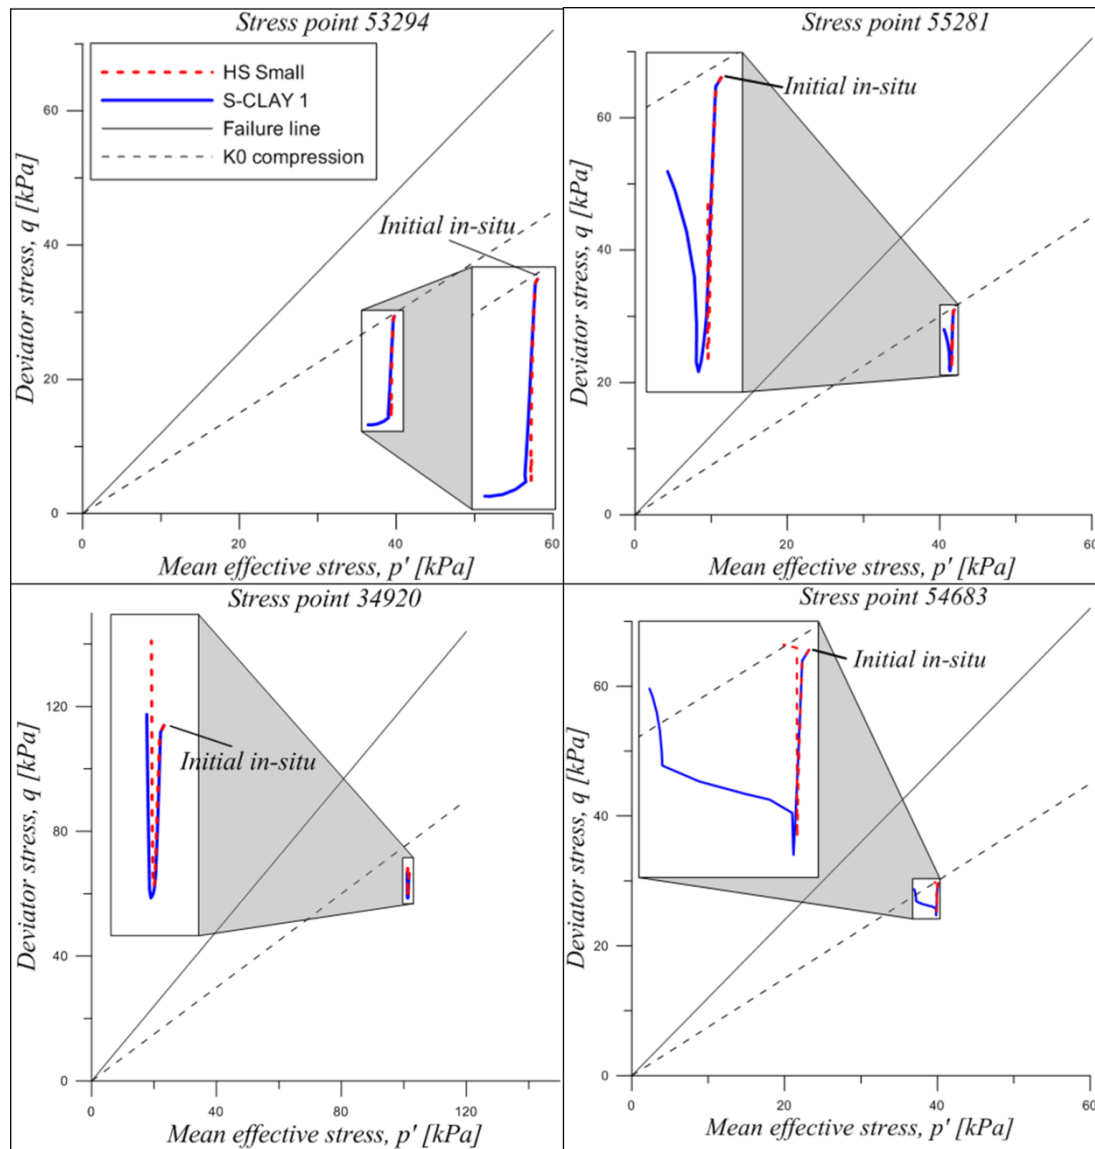 Stress point 53294
HS Small
S-CLAY 1
Failure line
K0 compression
Initial in-situ
Deviator stress, q [kPa]
60
40
20
0
0
20
40
60
Mean effective stress, p' [kPa]
Stress point 55281
Initial in-situ
Deviator stress, q [kPa]
60
40
20
0
0
20
40
60
Mean effective stress, p' [kPa]
Stress point 34920
Initial in-situ
Deviator stress, q [kPa]
120
80
40
0
0
40
80
120
Mean effective stress, p' [kPa]
Stress point 54683
Initial in-situ
Deviator stress, q [kPa]
60
40
20
0
0
20
40
60
Mean effective stress, p' [kPa]